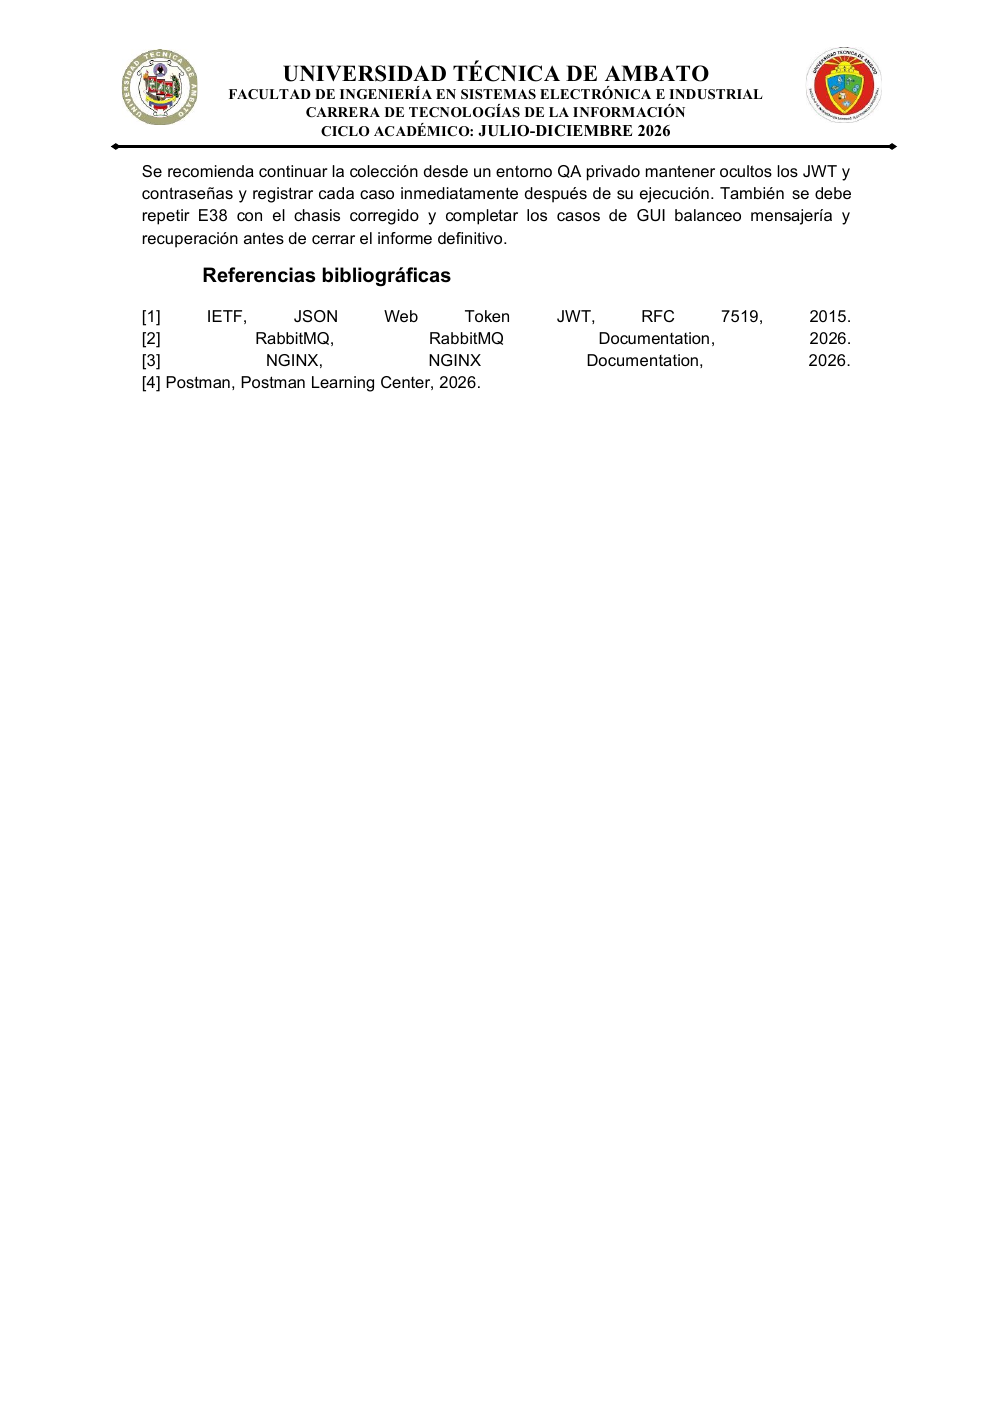 UNIVERSIDAD TÉCNICA DE AMBATO
FACULTAD DE INGENIERÍA EN SISTEMAS ELECTRÓNICA E INDUSTRIAL
CARRERA DE TECNOLOGÍAS DE LA INFORMACIÓN
CICLO ACADÉMICO: JULIO-DICIEMBRE 2026
Se recomienda continuar la colección desde un entorno QA privado mantener ocultos los JWT y
contraseñas y registrar cada caso inmediatamente después de su ejecución. También se debe
repetir E38 con el chasis corregido y completar los casos de GUI balanceo mensajería y
recuperación antes de cerrar el informe definitivo.
Referencias bibliográficas
[1] IETF, JSON Web Token JWT, RFC 7519, 2015.
[2] RabbitMQ, RabbitMQ Documentation, 2026.
[3] NGINX, NGINX Documentation, 2026.
[4] Postman, Postman Learning Center, 2026.